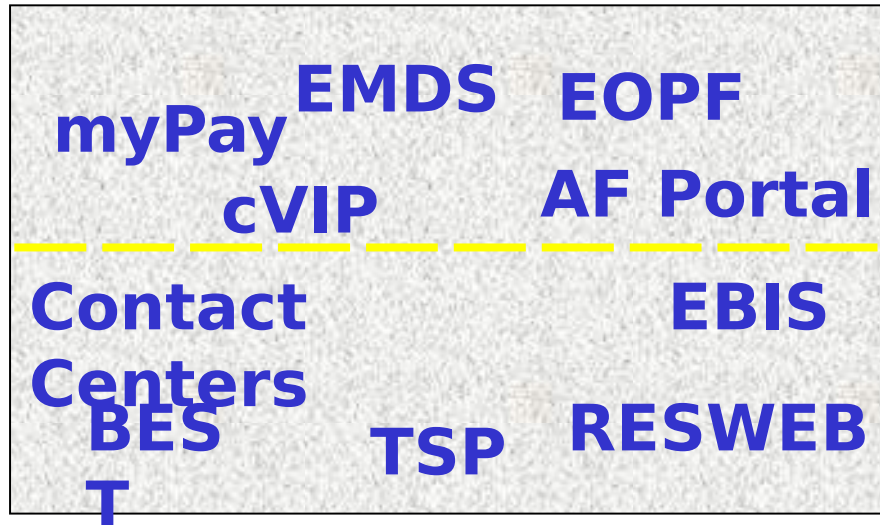 EMDS
EOPF
myPay
AF Portal
cVIP
Contact
Centers
EBIS
BES
T
TSP
RESWEB